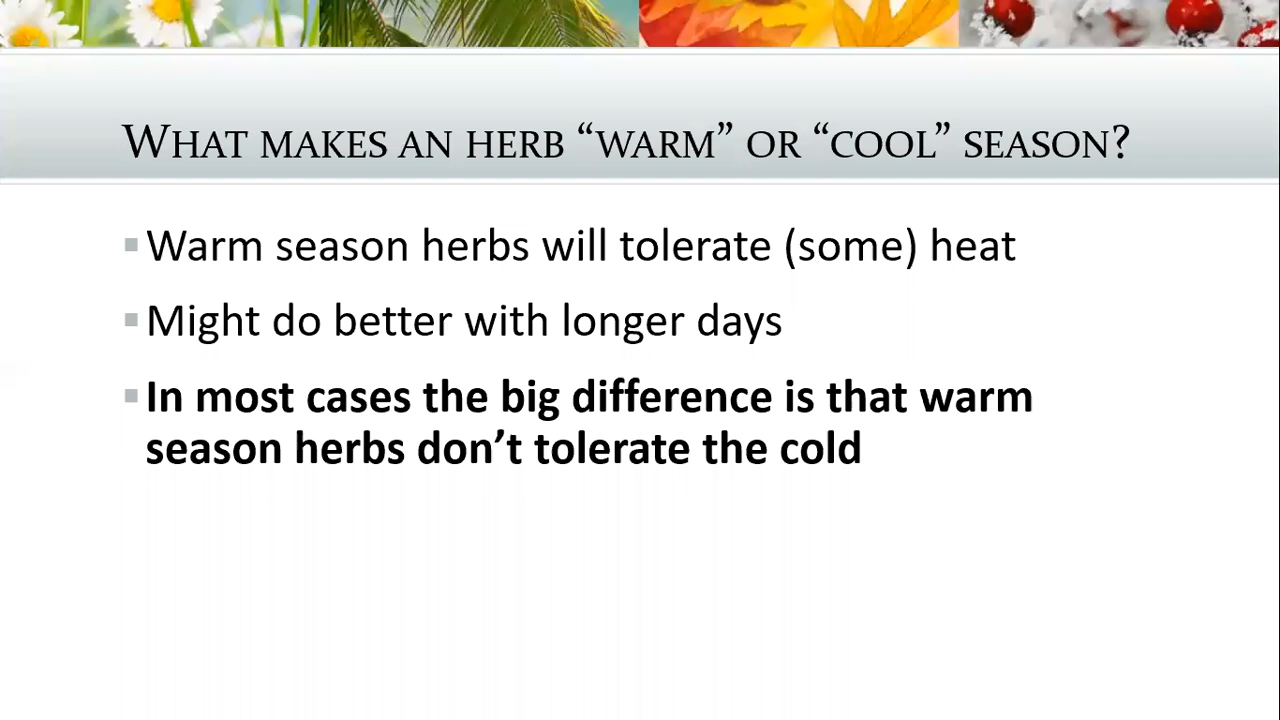 What makes an herb “warm” or “cool” season?
Warm season herbs will tolerate (some) heat
Might do better with longer days
In most cases the big difference is that warm
season herbs don’t tolerate the cold